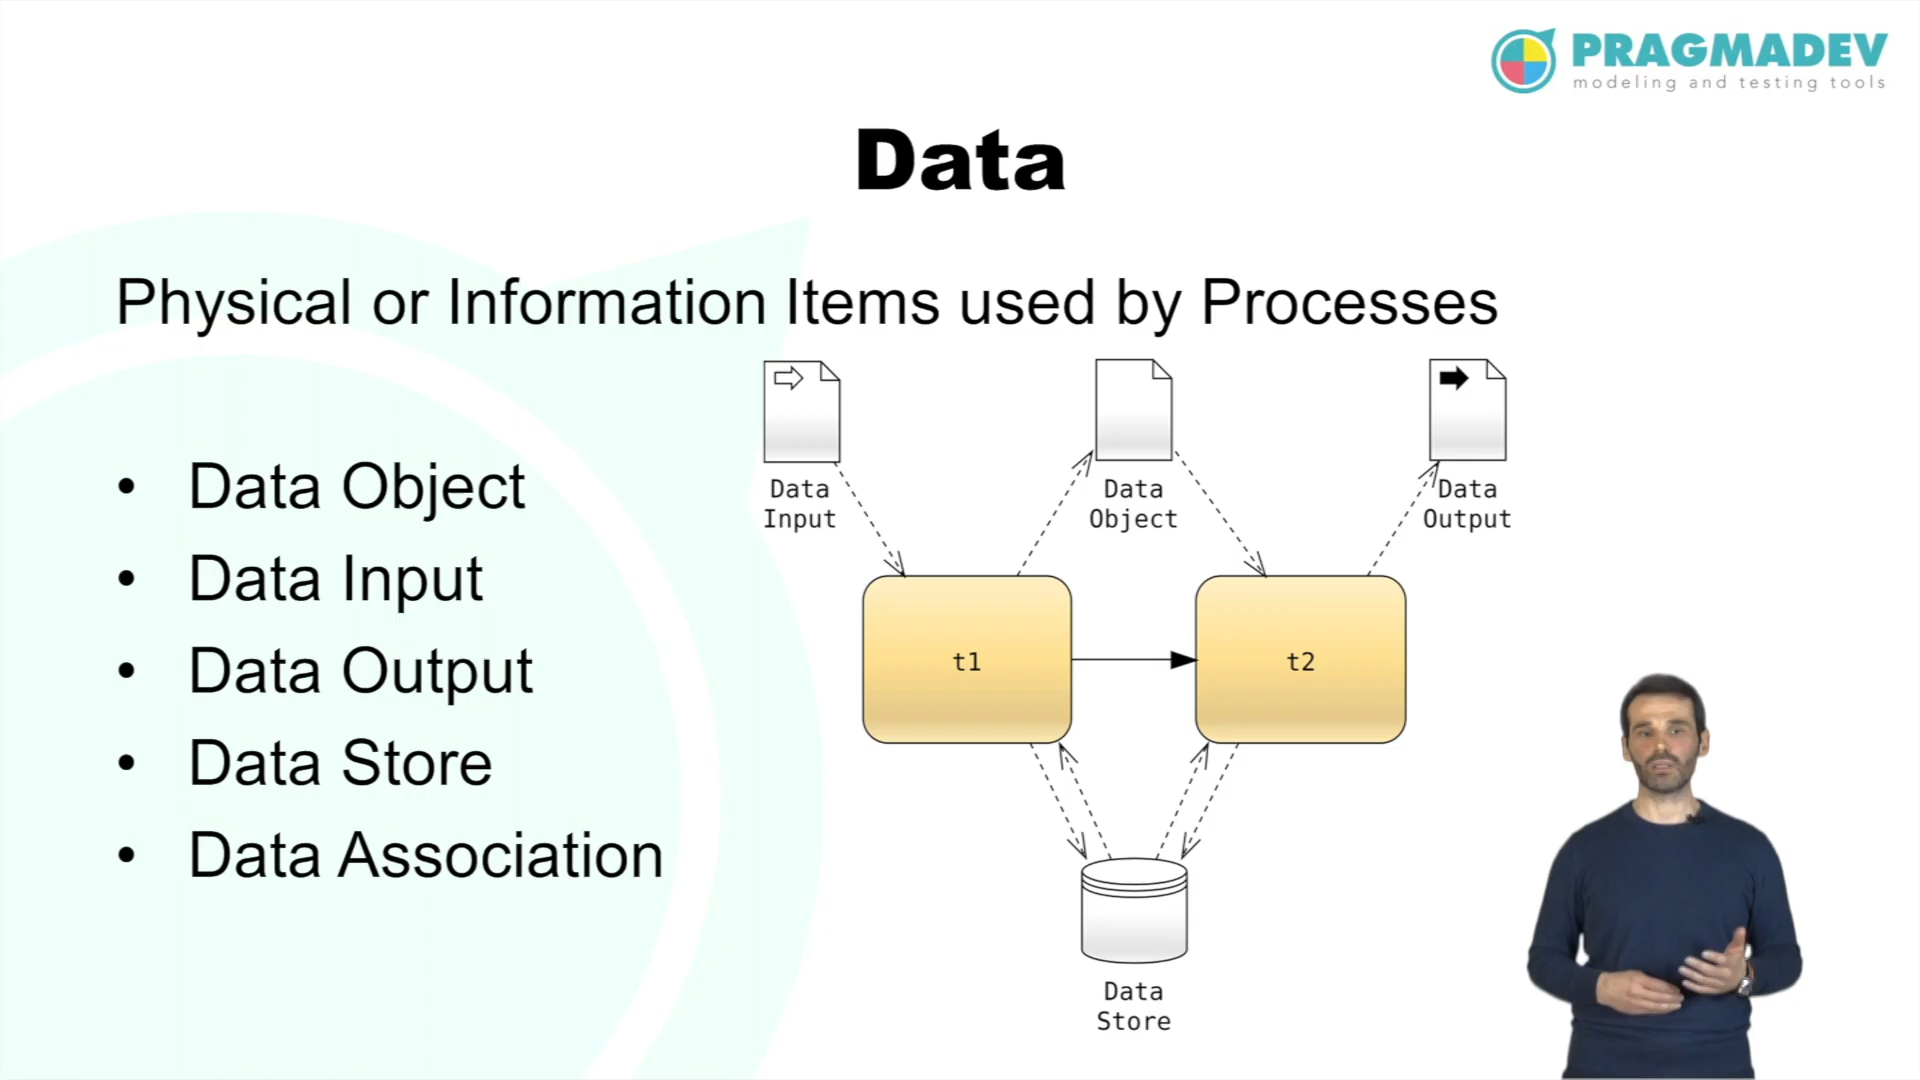 PRAGMADEV
modeling and testing tools
Data
Physical or Information Items used by Processes
• Data Object
• Data Input
• Data Output
• Data Store
• Data Association
Data
Input
Data
Object
Data
Output
t1
t2
Data
Store